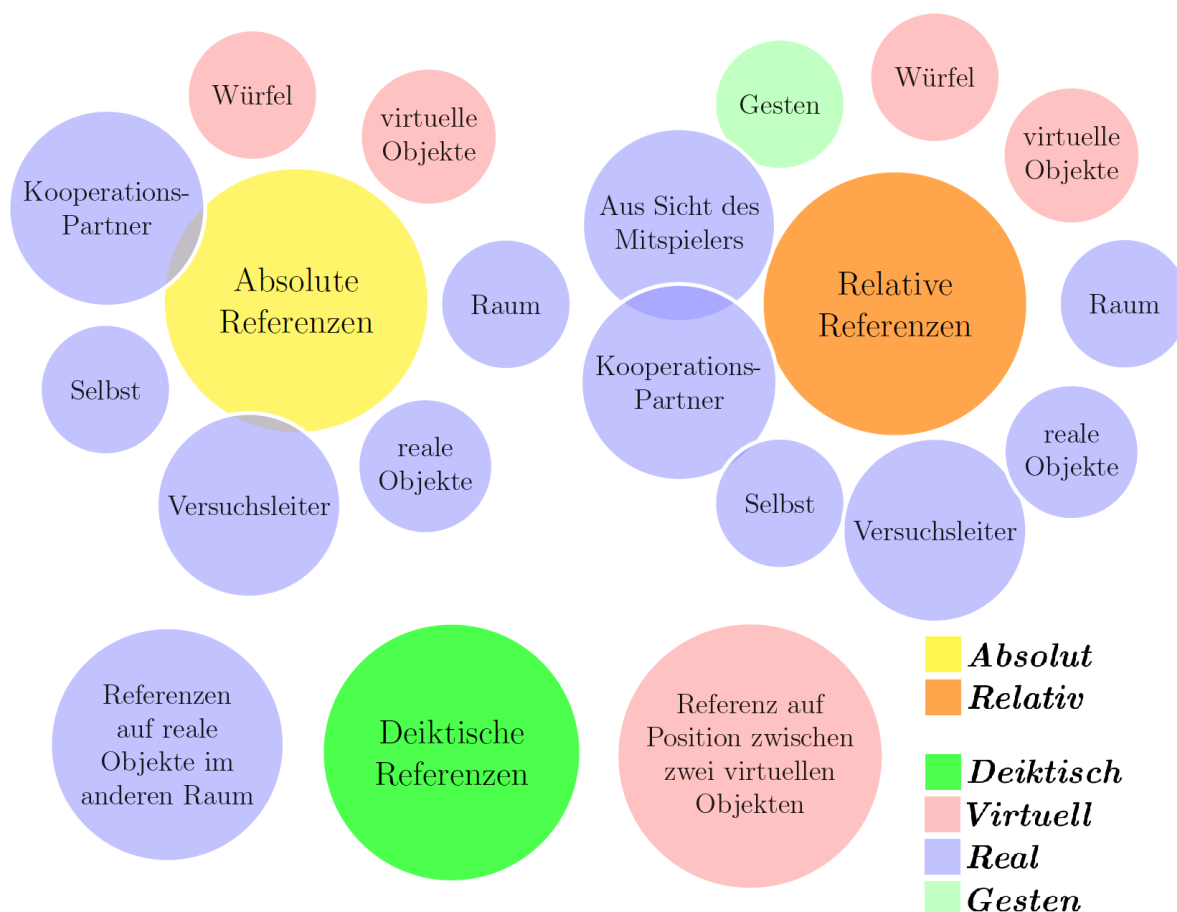 Würfel
virtuelle
Objekte
Kooperations-
Partner
Absolute
Referenzen
Raum
Selbst
reale
Objekte
Versuchsleiter
Würfel
Gesten
virtuelle
Objekte
Aus Sicht des
Mitspielers
Relative
Referenzen
Raum
Kooperations-
Partner
reale
Objekte
Selbst
Versuchsleiter
Referenzen
auf reale
Objekte im
anderen Raum
Deiktische
Referenzen
Referenz auf
Position zwischen
zwei virtuellen
Objekten
Absolut
Relativ
Deiktisch
Virtuell
Real
Gesten